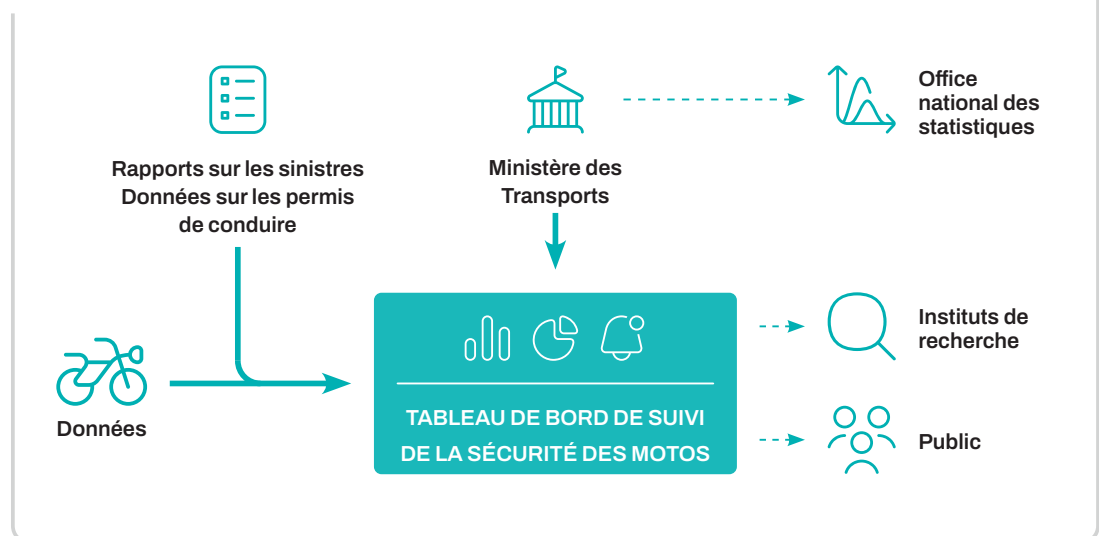 Rapports sur les sinistres
Données sur les permis
de conduire
Ministère des
Transports
Office
national des
statistiques
Données
TABLEAU DE BORD DE SUIVI
DE LA SÉCURITÉ DES MOTOS
Instituts de
recherche
Public